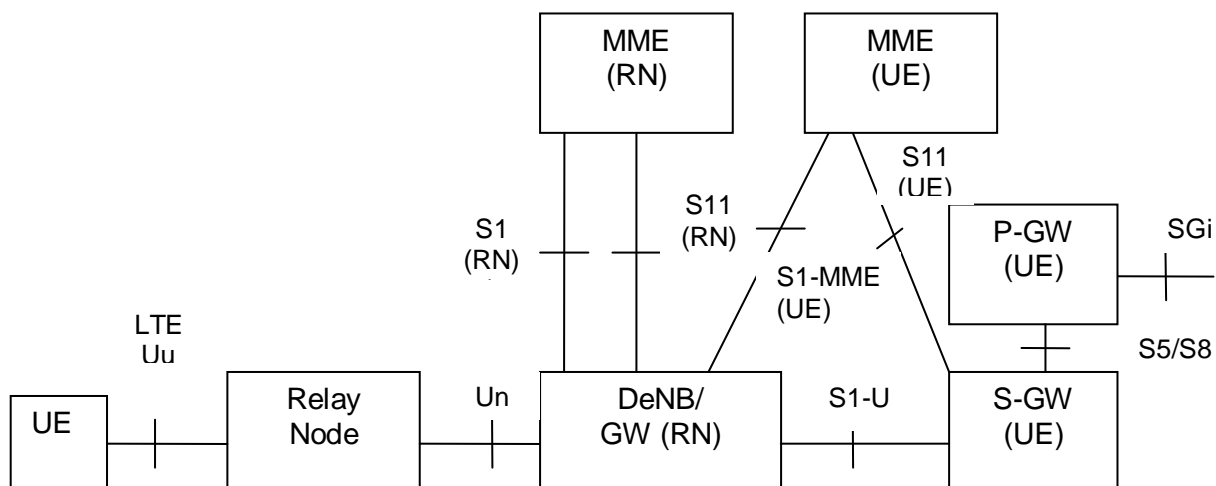 MME
(RN)
MME
(UE)
S11
(UE)
S1
(RN)
S11
(RN)
P-GW
(UE)
SGi
S1-MME
(UE)
LTE
Uu
S5/S8
UE
Relay
Node
Un
DeNB/
GW (RN)
S1-U
S-GW
(UE)